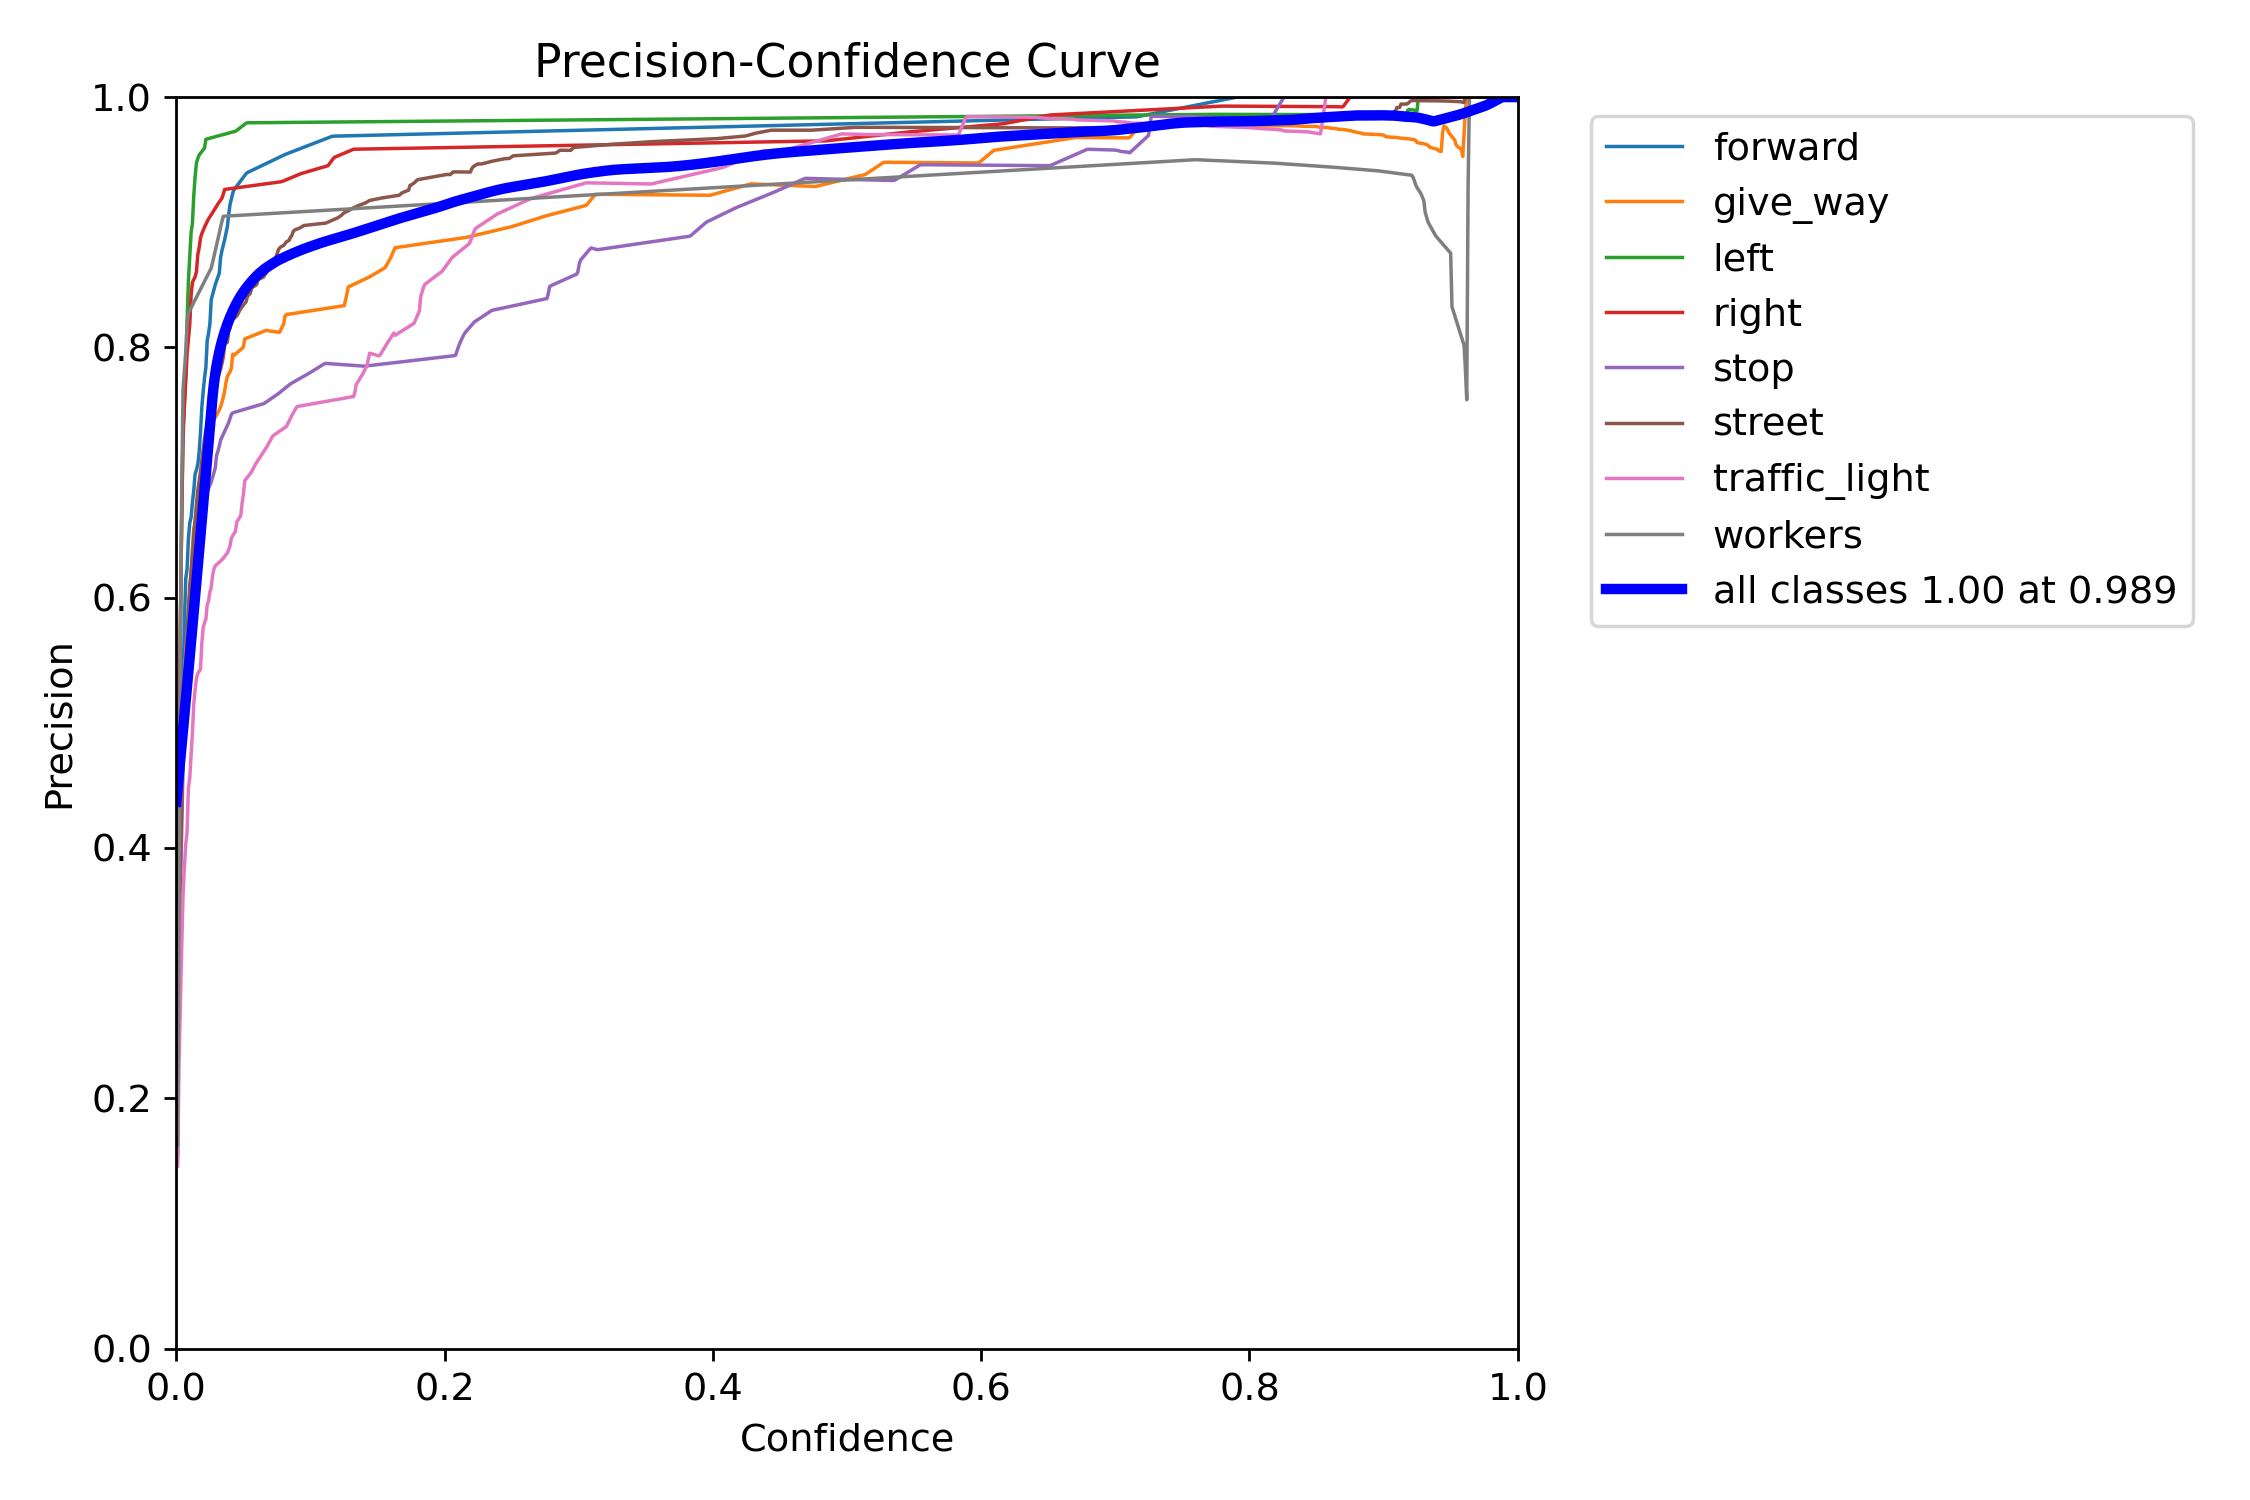 Precision-Confidence Curve
1.0
0.8
0.6
0.4
0.2
0.0
Precision
0.0 0.2 0.4 0.6 0.8 1.0
Confidence
forward
give_way
left
right
stop
street
traffic_light
workers
all classes 1.00 at 0.989